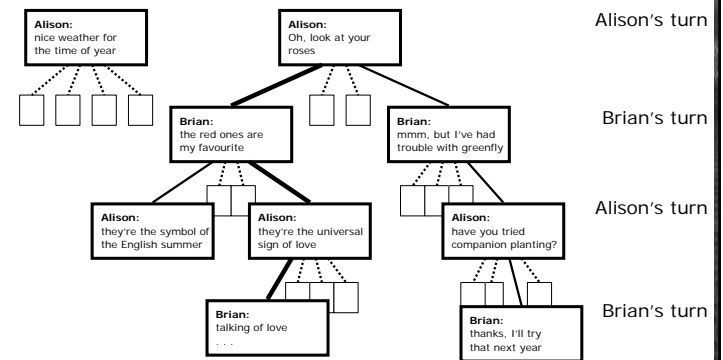 Alison:
nice weather for
the time of year
Alison:
Oh, look at your
roses
Alison's turn
Brian:
the red ones are
my favourite
Brian:
mmm, but I've had
trouble with greenfly
Brian's turn
Alison:
they're the symbol of
the English summer
Alison:
they're the universal
sign of love
Alison:
have you tried
companion planting?
Alison's turn
Brian:
talking of love
. . .
Brian:
thanks, I'll try
that next year
Brian's turn